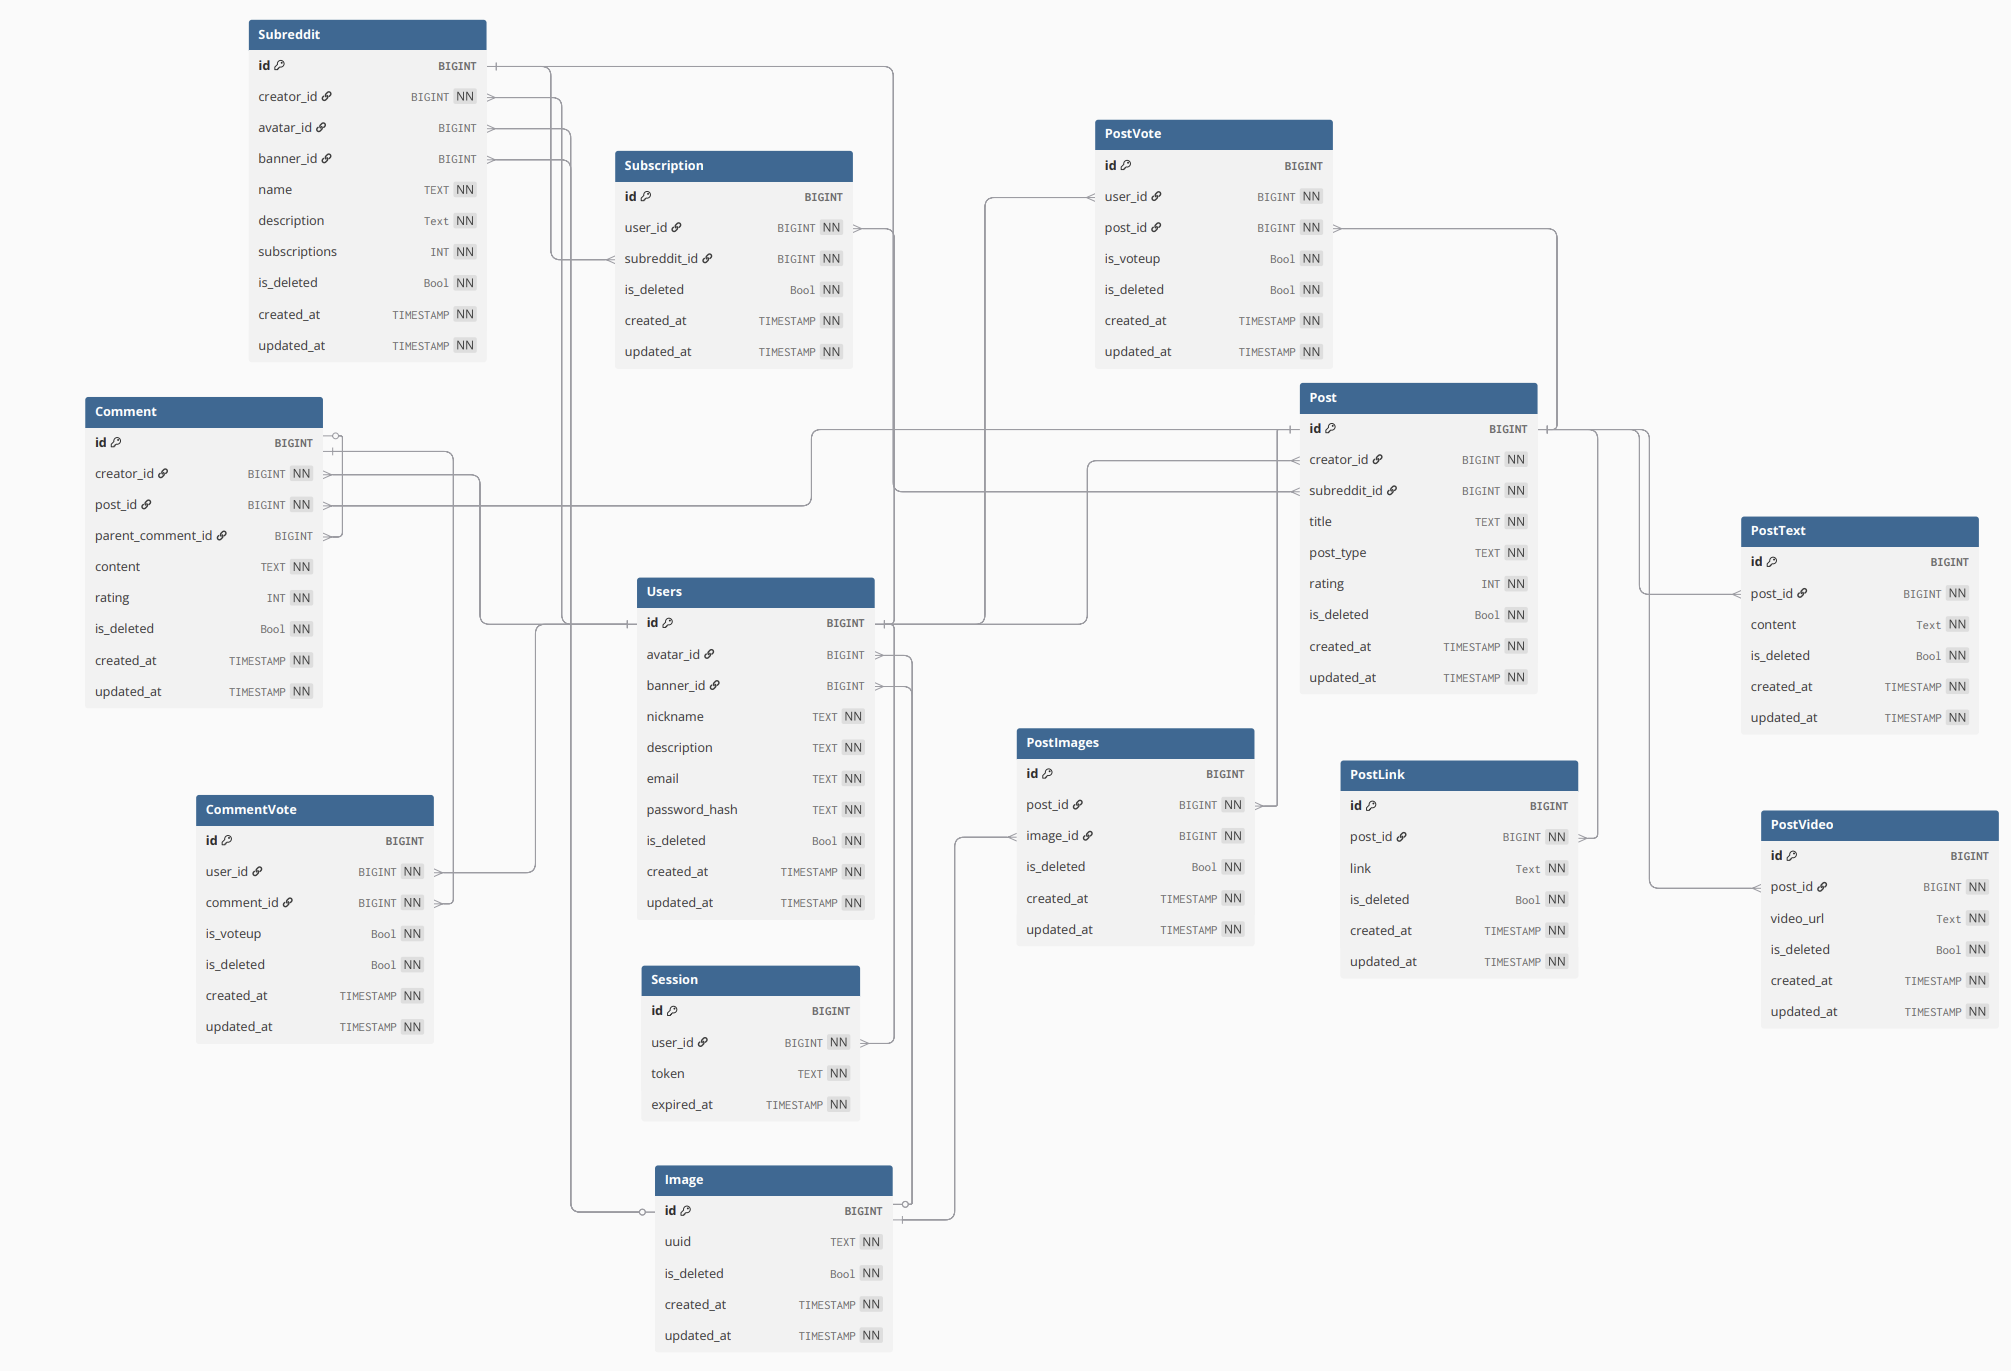 Subreddit
id BIGINT
creator_id BIGINT NN
avatar_id BIGINT
banner_id BIGINT
name TEXT NN
description Text NN
subscriptions INT NN
is_deleted Bool NN
created_at TIMESTAMP NN
updated_at TIMESTAMP NN
Subscription
id BIGINT
user_id BIGINT NN
subreddit_id BIGINT NN
is_deleted Bool NN
created_at TIMESTAMP NN
updated_at TIMESTAMP NN
PostVote
id BIGINT
user_id BIGINT NN
post_id BIGINT NN
is_voteup Bool NN
is_deleted Bool NN
created_at TIMESTAMP NN
updated_at TIMESTAMP NN
Comment
id BIGINT
creator_id BIGINT NN
post_id BIGINT NN
parent_comment_id BIGINT
content TEXT NN
rating INT NN
is_deleted Bool NN
created_at TIMESTAMP NN
updated_at TIMESTAMP NN
Post
id BIGINT
creator_id BIGINT NN
subreddit_id BIGINT NN
title TEXT NN
post_type TEXT NN
rating INT NN
is_deleted Bool NN
created_at TIMESTAMP NN
updated_at TIMESTAMP NN
PostText
id BIGINT
post_id BIGINT NN
content Text NN
is_deleted Bool NN
created_at TIMESTAMP NN
updated_at TIMESTAMP NN
Users
id BIGINT
avatar_id BIGINT
banner_id BIGINT
nickname TEXT NN
description TEXT NN
email TEXT NN
password_hash TEXT NN
is_deleted Bool NN
created_at TIMESTAMP NN
updated_at TIMESTAMP NN
PostImages
id BIGINT
post_id BIGINT NN
image_id BIGINT NN
is_deleted Bool NN
created_at TIMESTAMP NN
updated_at TIMESTAMP NN
PostLink
id BIGINT
post_id BIGINT NN
link Text NN
is_deleted Bool NN
created_at TIMESTAMP NN
updated_at TIMESTAMP NN
CommentVote
id BIGINT
user_id BIGINT NN
comment_id BIGINT NN
is_voteup Bool NN
is_deleted Bool NN
created_at TIMESTAMP NN
updated_at TIMESTAMP NN
PostVideo
id BIGINT
post_id BIGINT NN
video_url Text NN
is_deleted Bool NN
created_at TIMESTAMP NN
updated_at TIMESTAMP NN
Session
id BIGINT
user_id BIGINT NN
token TEXT NN
expired_at TIMESTAMP NN
Image
id BIGINT
uuid TEXT NN
is_deleted Bool NN
created_at TIMESTAMP NN
updated_at TIMESTAMP NN